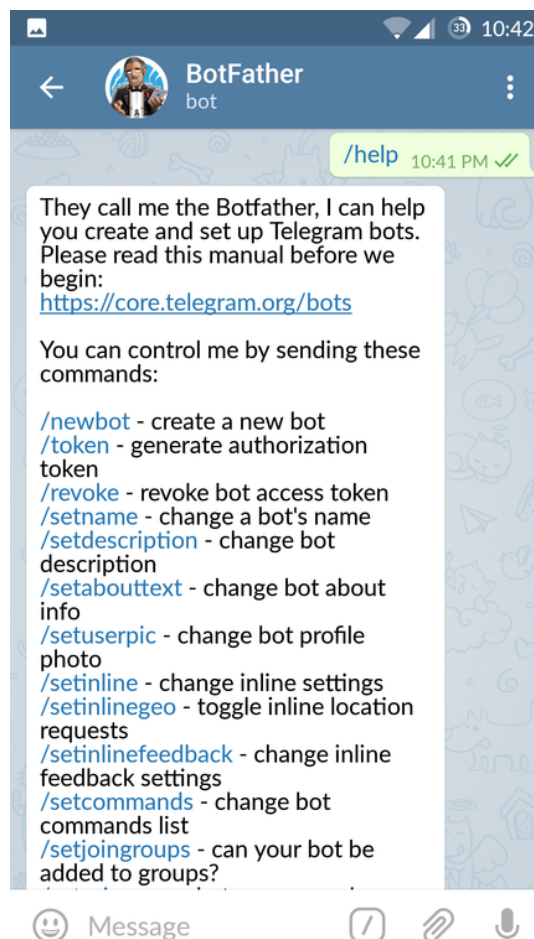 33 10:42
BotFather
bot
/help 10:41 PM
They call me the Botfather, I can help
you create and set up Telegram bots.
Please read this manual before we
begin:
https://core.telegram.org/bots
You can control me by sending these
commands:
/newbot - create a new bot
/token - generate authorization
token
/revoke - revoke bot access token
/setname - change a bot's name
/setdescription - change bot
description
/setabouttext - change bot about
info
/setuserpic - change bot profile
photo
/setinline - change inline settings
/setinlinegeo - toggle inline location
requests
/setinlinefeedback - change inline
feedback settings
/setcommands - change bot
commands list
/setjoingroups - can your bot be
added to groups?
Message